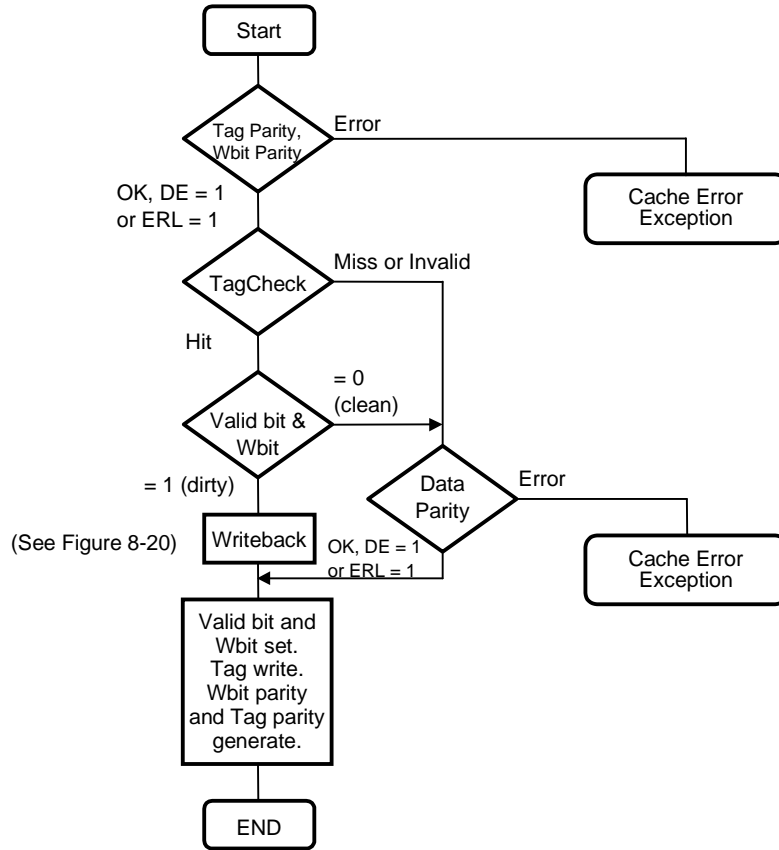 Start
Tag Parity,
Wbit Parity
Error
OK, DE = 1
or ERL = 1
Cache Error
Exception
TagCheck
Miss or Invalid
Hit
= 0
(clean)
Valid bit &
Wbit
= 1 (dirty)
Data
Parity
Error
(See Figure 8-20)
Writeback
OK, DE = 1
or ERL = 1
Cache Error
Exception
Valid bit and
Wbit set.
Tag write.
Wbit parity
and Tag parity
generate.
END